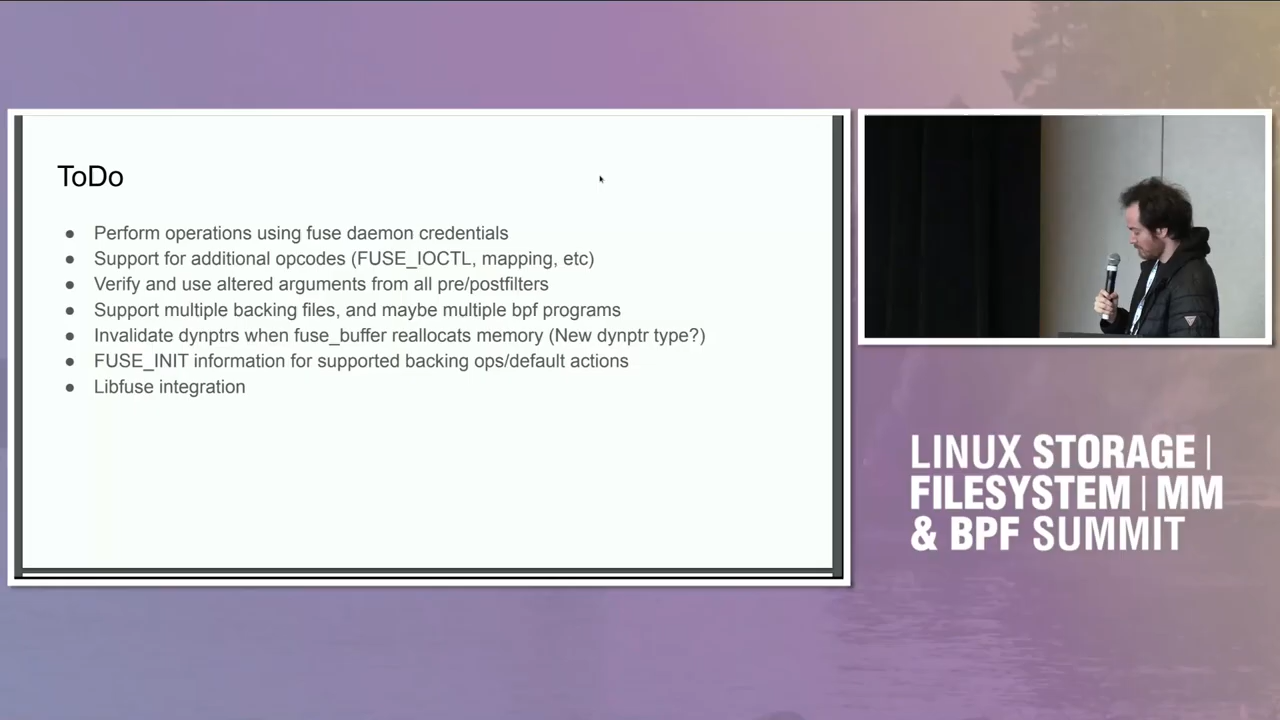 ToDo
● Perform operations using fuse daemon credentials
● Support for additional opcodes (FUSE_IOCTL, mapping, etc)
● Verify and use altered arguments from all pre/postfilters
● Support multiple backing files, and maybe multiple bpf programs
● Invalidate dynptrs when fuse_buffer reallocats memory (New dynptr type?)
● FUSE_INIT information for supported backing ops/default actions
● Libfuse integration
LINUX STORAGE |
FILESYSTEM | MM
& BPF SUMMIT